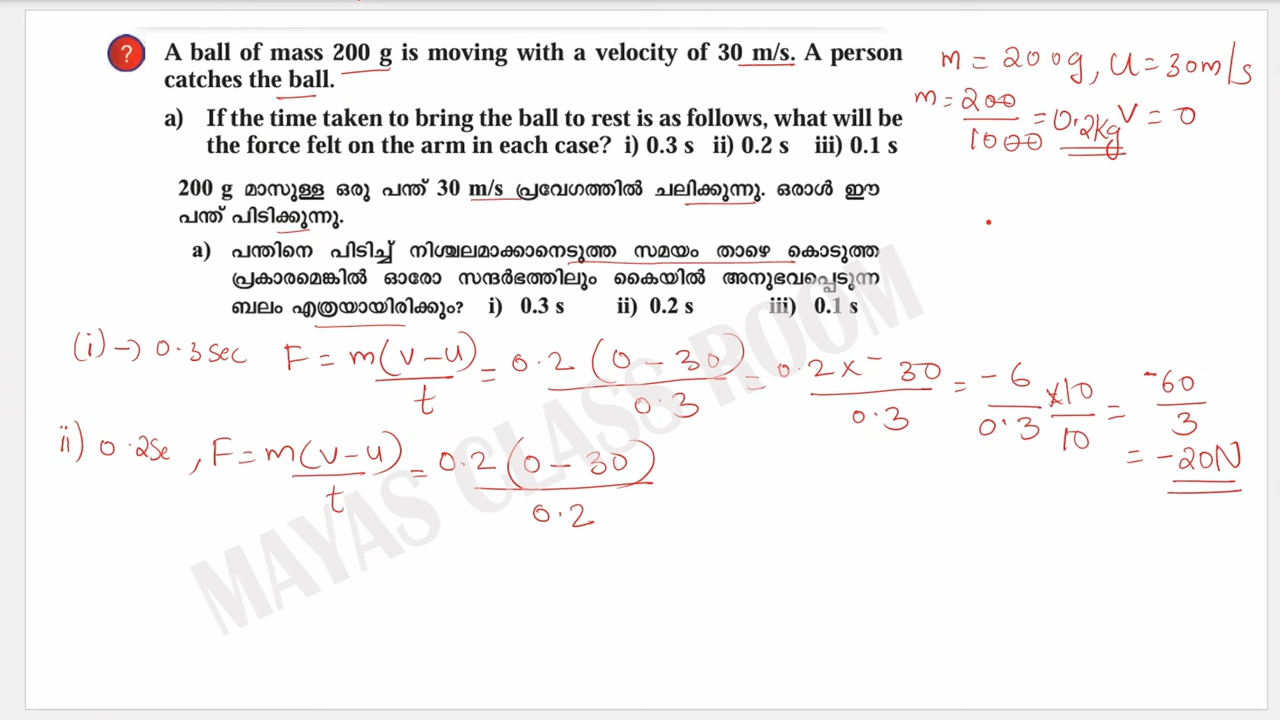 ? A ball of mass 200 g is moving with a velocity of 30 m/s. A person
catches the ball.
a) If the time taken to bring the ball to rest is as follows, what will be
the force felt on the arm in each case? i) 0.3 s ii) 0.2 s iii) 0.1 s
200 g മാസുള്ള ഒരു പന്ത് 30 m/s പ്രവേഗത്തിൽ ചലിക്കുന്നു. ഒരാൾ ഈ
പന്ത് പിടിക്കുന്നു.
a) പന്തിനെ പിടിച്ച് നിശ്ചലമാക്കാനെടുത്ത സമയം താഴെ കൊടുത്ത
പ്രകാരമെങ്കിൽ ഓരോ സന്ദർഭത്തിലും കൈയിൽ അനുഭവപ്പെടുന്ന
ബലം എത്രയായിരിക്കും? i) 0.3 s ii) 0.2 s iii) 0.1 s
m = 200g, u = 30m/s
m = 200/1000 = 0.2kg v = 0
(i) → 0.3 sec F = m(v-u)/t = 0.2(0-30)/0.3 = 0.2 x -30/0.3 = -6/0.3 x 10/10 = -60/3
= -20N
ii) 0.2se , F = m(v-u)/t = 0.2(0-30)/0.2
MAYAS CLASS ROOM